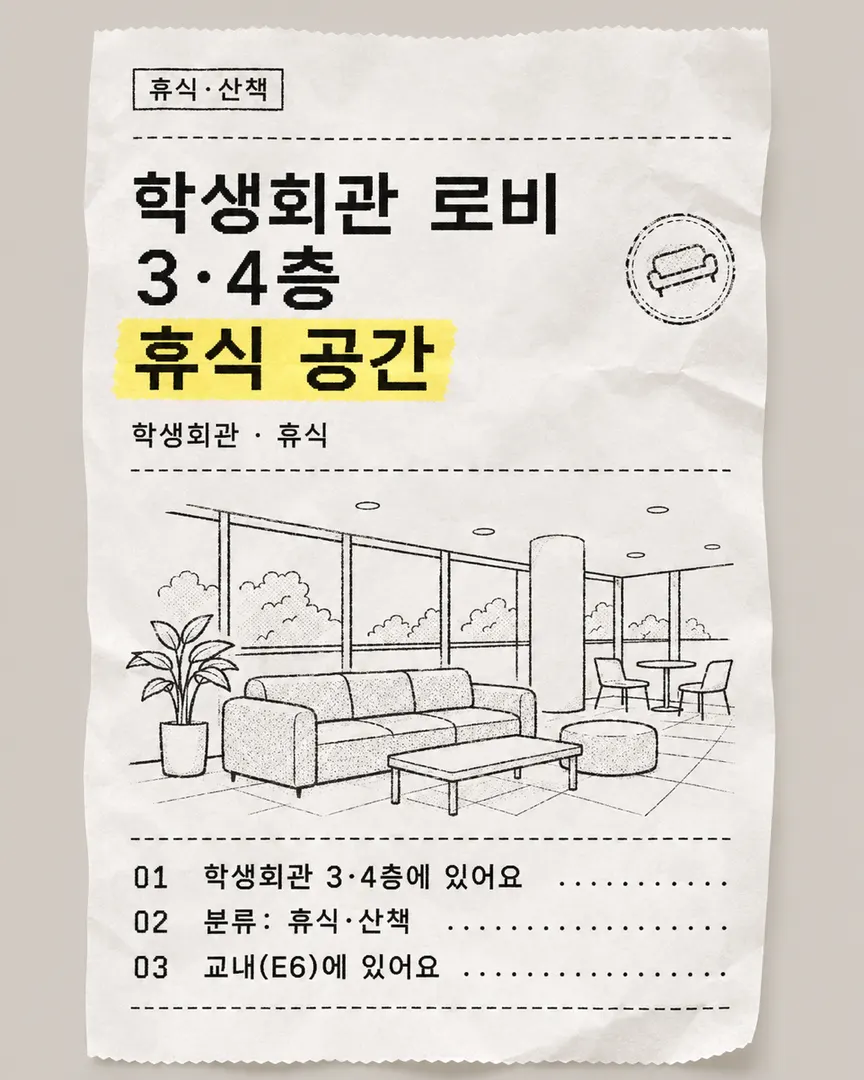 휴식·산책
학생회관 로비
3·4층
휴식 공간
학생회관 · 휴식
01 학생회관 3·4층에 있어요 ............
02 분류: 휴식·산책 ....................
03 교내(E6)에 있어요 ...................